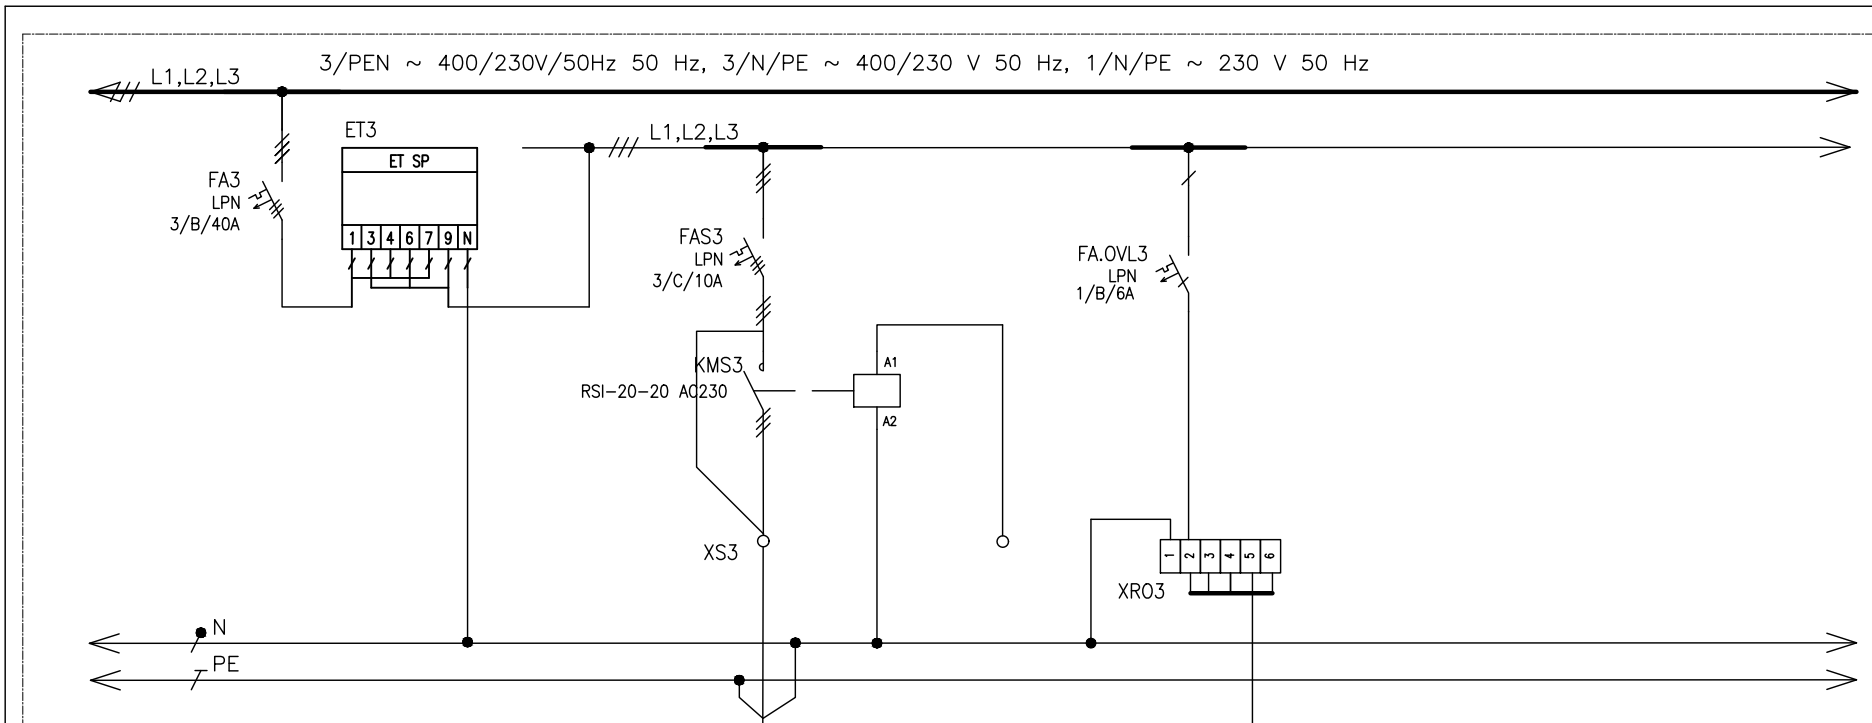 3/PEN ~ 400/230V/50Hz 50 Hz, 3/N/PE ~ 400/230 V 50 Hz, 1/N/PE ~ 230 V 50 Hz
L1,L2,L3
ET3
L1,L2,L3
ET SP
FA3
LPN
3/B/40A
1 3 4 6 7 9 N
FAS3
LPN
3/C/10A
FA.OVL3
LPN
1/B/6A
KMS3
RSI-20-20 AC230
A1
A2
XS3
1 2 3 4 5 6
XRO3
N
PE